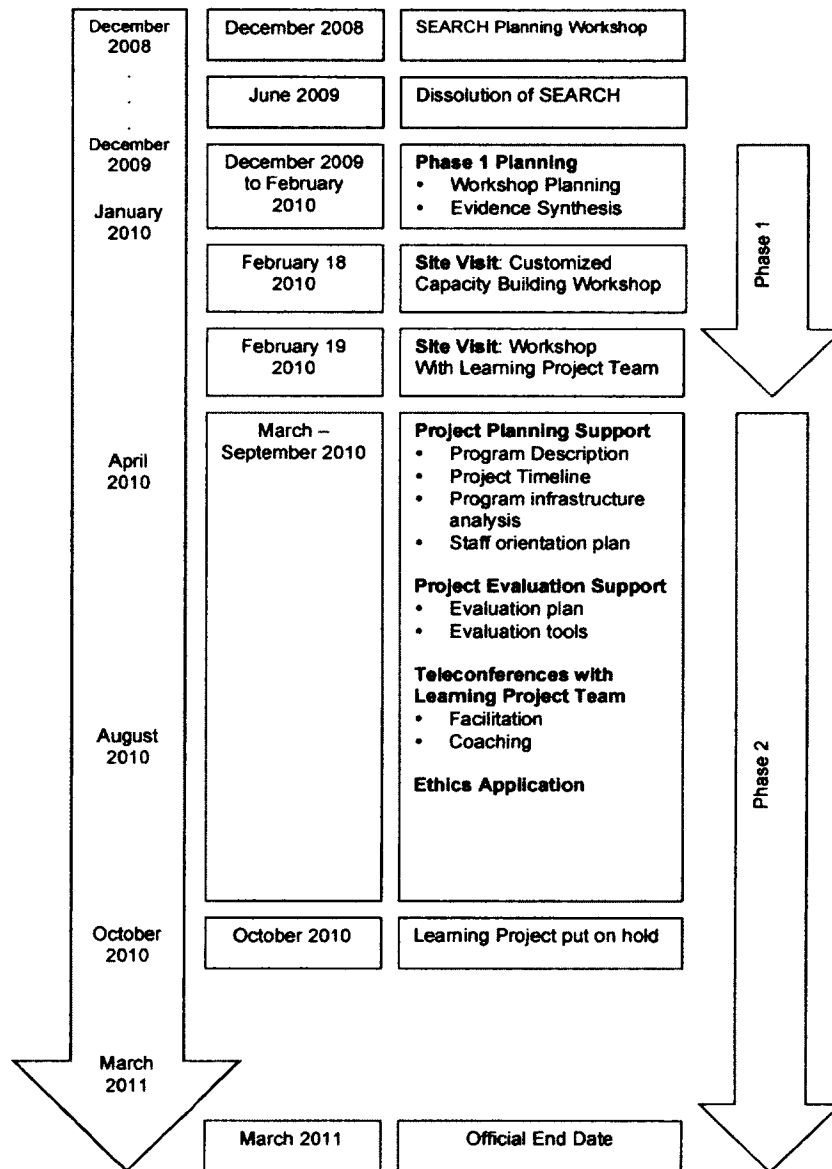 December
2008
.
.
.
December
2009
January
2010
April
2010
August
2010
October
2010
March
2011
December 2008
SEARCH Planning Workshop
June 2009
Dissolution of SEARCH
December 2009
to February
2010
Phase 1 Planning
• Workshop Planning
• Evidence Synthesis
February 18
2010
Site Visit: Customized
Capacity Building Workshop
February 19
2010
Site Visit: Workshop
With Learning Project Team
March –
September 2010
Project Planning Support
• Program Description
• Project Timeline
• Program infrastructure
analysis
• Staff orientation plan
Project Evaluation Support
• Evaluation plan
• Evaluation tools
Teleconferences with
Learning Project Team
• Facilitation
• Coaching
Ethics Application
October 2010
Learning Project put on hold
March 2011
Official End Date
Phase 1
Phase 2